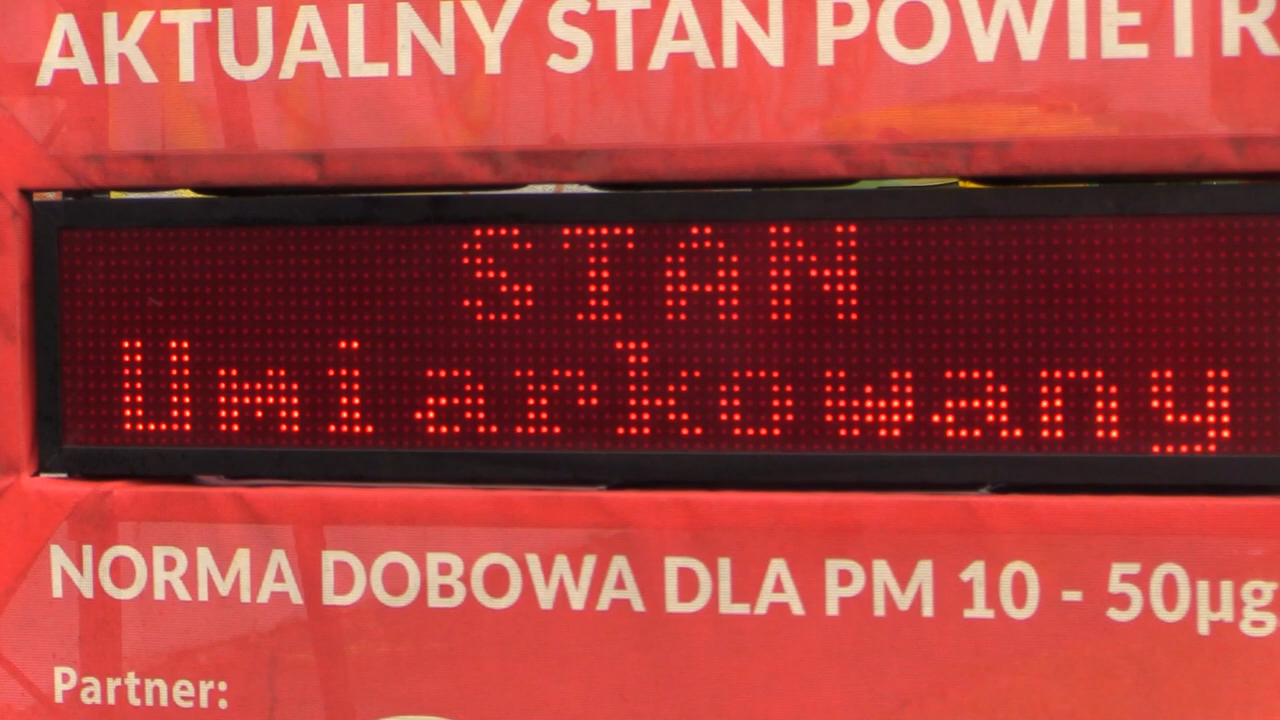 AKTUALNY STAN POWIETR
STAN
Umiarkowany
NORMA DOBOWA DLA PM 10 - 50µg
Partner: